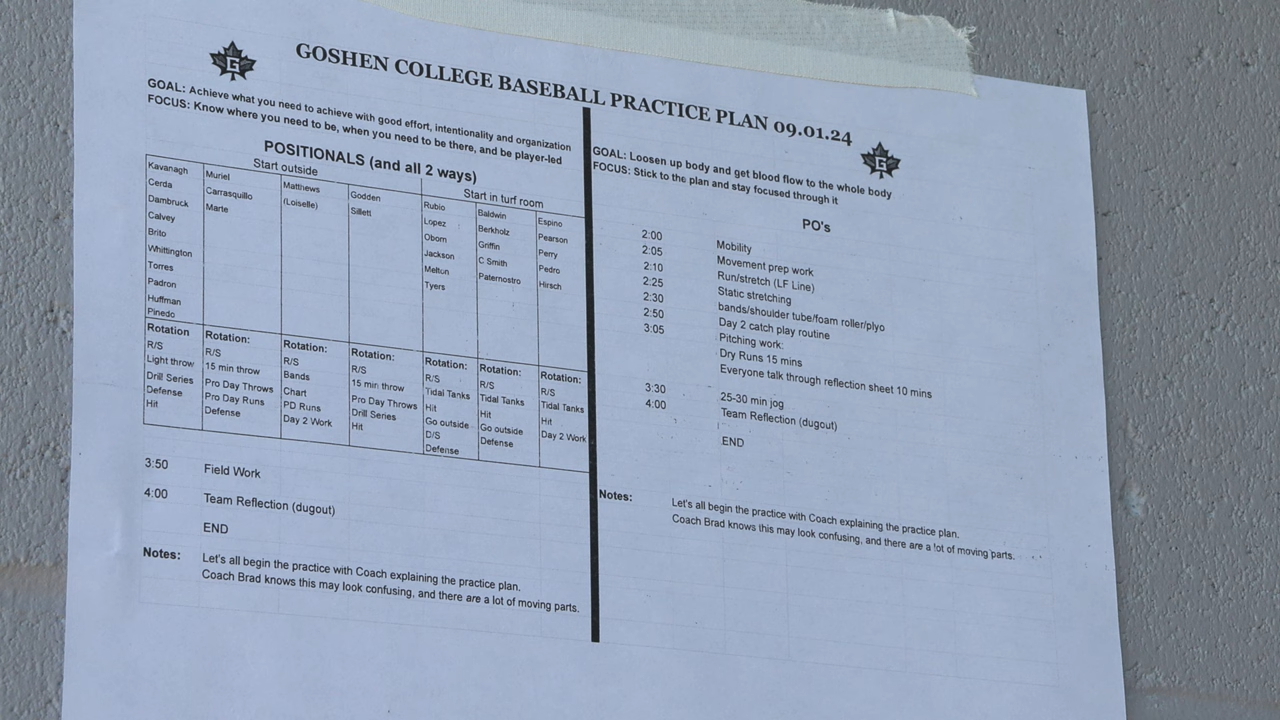 GOSHEN COLLEGE BASEBALL PRACTICE PLAN 09.01.24
G
G
GOAL: Achieve what you need to achieve with good effort, intentionality and organization
FOCUS: Know where you need to be, when you need to be there, and be player-led
POSITIONALS (and all 2 ways)
Start outside
Start in turf room
Kavanagh
Cerda
Dambruck
Calvey
Brito
Whittington
Torres
Padron
Huffman
Pinedo
Muriel
Carrasquillo
Marte
Matthews
(Loiselle)
Godden
Sillett
Rubio
Lopez
Oborn
Jackson
Melton
Tyers
Baldwin
Berkholz
Griffin
C Smith
Paternostro
Espino
Pearson
Perry
Pedro
Hirsch
Rotation
R/S
Light throw
Drill Series
Defense
Hit
Rotation:
R/S
15 min throw
Pro Day Throws
Pro Day Runs
Defense
Rotation:
R/S
Bands
Chart
PD Runs
Day 2 Work
Rotation:
R/S
15 min throw
Pro Day Throws
Drill Series
Hit
Rotation:
R/S
Tidal Tanks
Hit
Go outside
D/S
Defense
Rotation:
R/S
Tidal Tanks
Hit
Go outside
Defense
Rotation:
R/S
Tidal Tanks
Hit
Day 2 Work
3:50 Field Work
4:00 Team Reflection (dugout)
END
Notes: Let's all begin the practice with Coach explaining the practice plan.
Coach Brad knows this may look confusing, and there are a lot of moving parts.
GOAL: Loosen up body and get blood flow to the whole body
FOCUS: Stick to the plan and stay focused through it
PO's
2:00 Mobility
2:05 Movement prep work
2:10 Run/stretch (LF Line)
2:25 Static stretching
2:30 bands/shoulder tube/foam roller/plyo
2:50 Day 2 catch play routine
3:05 Pitching work:
Dry Runs 15 mins
Everyone talk through reflection sheet 10 mins
3:30 25-30 min jog
4:00 Team Reflection (dugout)
END
Notes: Let's all begin the practice with Coach explaining the practice plan.
Coach Brad knows this may look confusing, and there are a lot of moving parts.